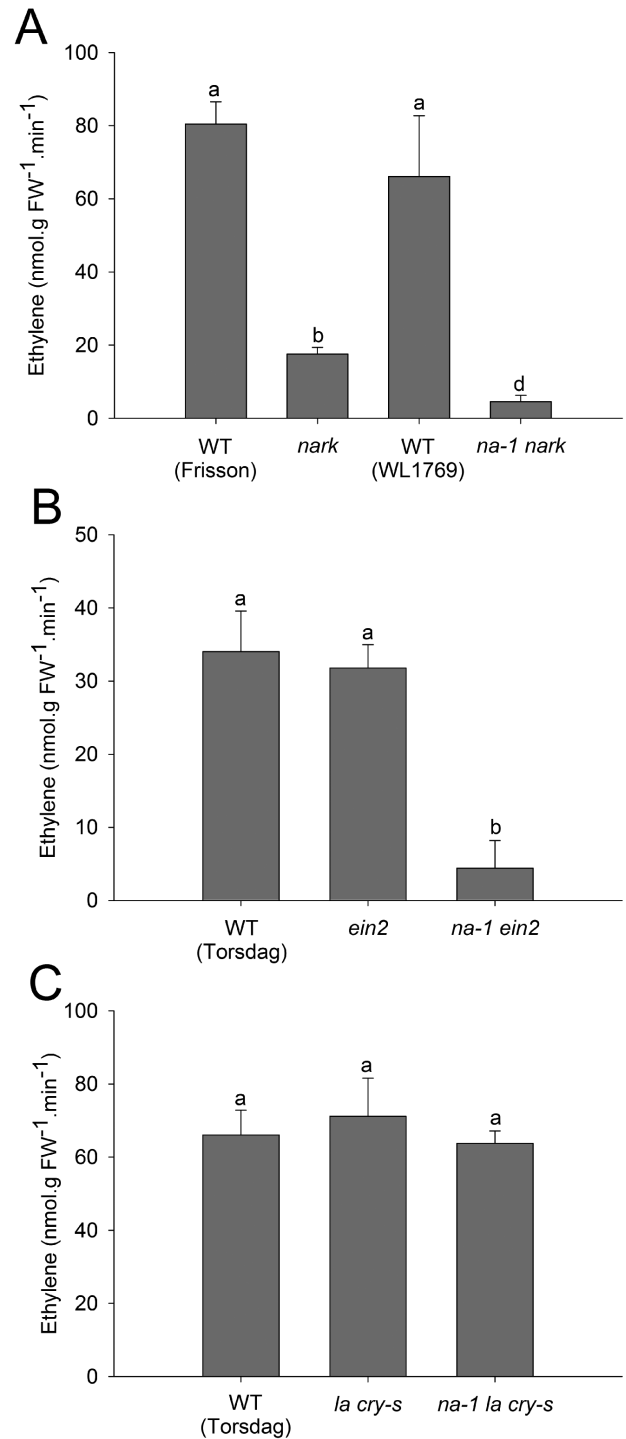 A
Ethylene (nmol.g FW⁻¹.min⁻¹)
100
80
60
40
20
0
a
b
a
d
WT
(Frisson)
nark
WT
(WL1769)
na-1 nark
B
Ethylene (nmol.g FW⁻¹.min⁻¹)
50
40
30
20
10
0
a
a
b
WT
(Torsdag)
ein2
na-1 ein2
C
Ethylene (nmol.g FW⁻¹.min⁻¹)
100
80
60
40
20
0
a
a
a
WT
(Torsdag)
la cry-s
na-1 la cry-s